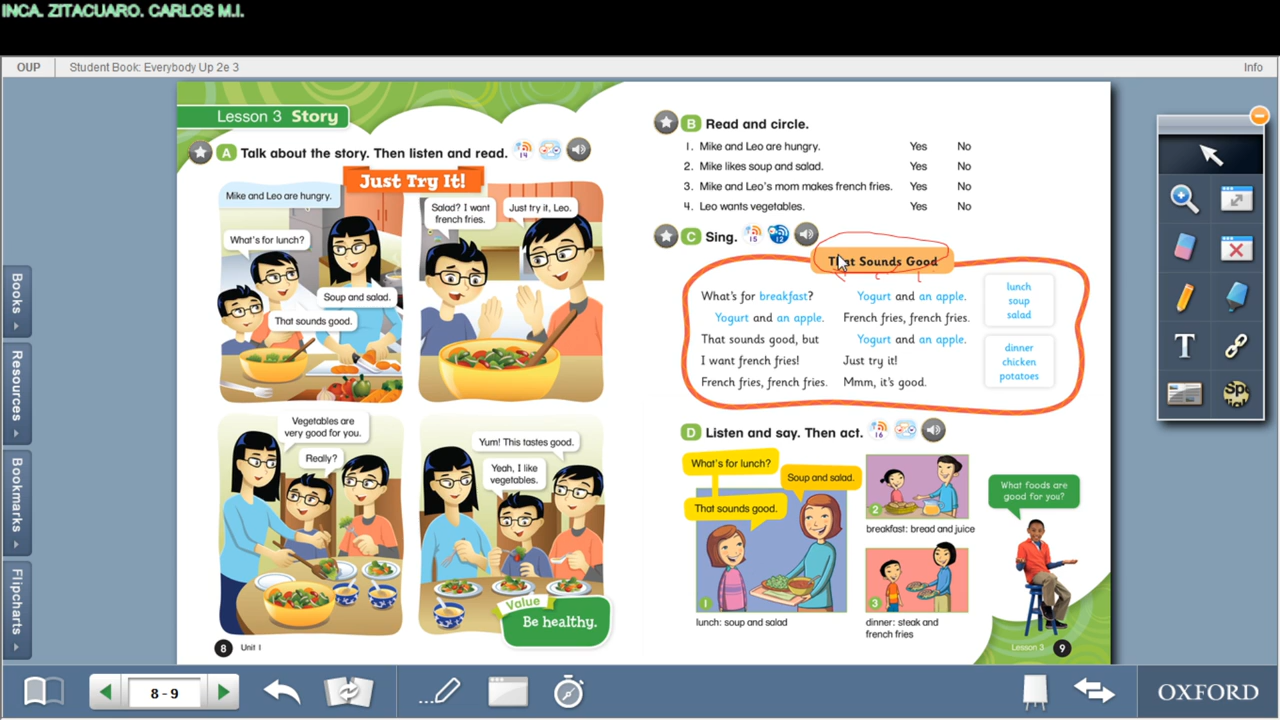 INCA. ZITACUARO. CARLOS M.I.
OUP
Student Book: Everybody Up 2e 3
Info
Books
Resources
Bookmarks
Flipcharts
Lesson 3 Story
A Talk about the story. Then listen and read.
14
Just Try It!
Mike and Leo are hungry.
What's for lunch?
Soup and salad.
That sounds good.
Salad? I want
french fries.
Just try it, Leo.
Vegetables are
very good for you.
Really?
Yum! This tastes good.
Yeah, I like
vegetables.
Value
Be healthy.
8 Unit 1
B Read and circle.
1. Mike and Leo are hungry. Yes No
2. Mike likes soup and salad. Yes No
3. Mike and Leo's mom makes french fries. Yes No
4. Leo wants vegetables. Yes No
C Sing.
15
12
That Sounds Good
What's for breakfast?
Yogurt and an apple.
That sounds good, but
I want french fries!
French fries, french fries.
Yogurt and an apple.
French fries, french fries.
Yogurt and an apple.
Just try it!
Mmm, it's good.
lunch
soup
salad
dinner
chicken
potatoes
D Listen and say. Then act.
16
What's for lunch?
Soup and salad.
That sounds good.
1
lunch: soup and salad
2
breakfast: bread and juice
3
dinner: steak and
french fries
What foods are
good for you?
Lesson 3 9
T
Sp
8 - 9
OXFORD